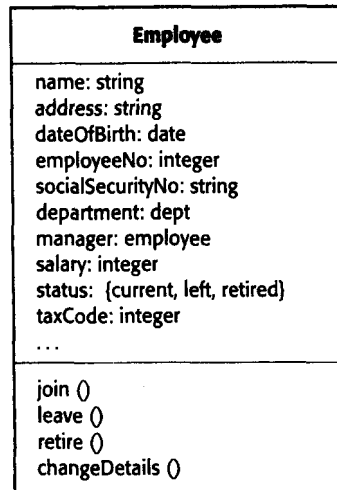 Employee
name: string
address: string
dateOfBirth: date
employeeNo: integer
socialSecurityNo: string
department: dept
manager: employee
salary: integer
status: {current, left, retired}
taxCode: integer
...
join ()
leave ()
retire ()
changeDetails ()